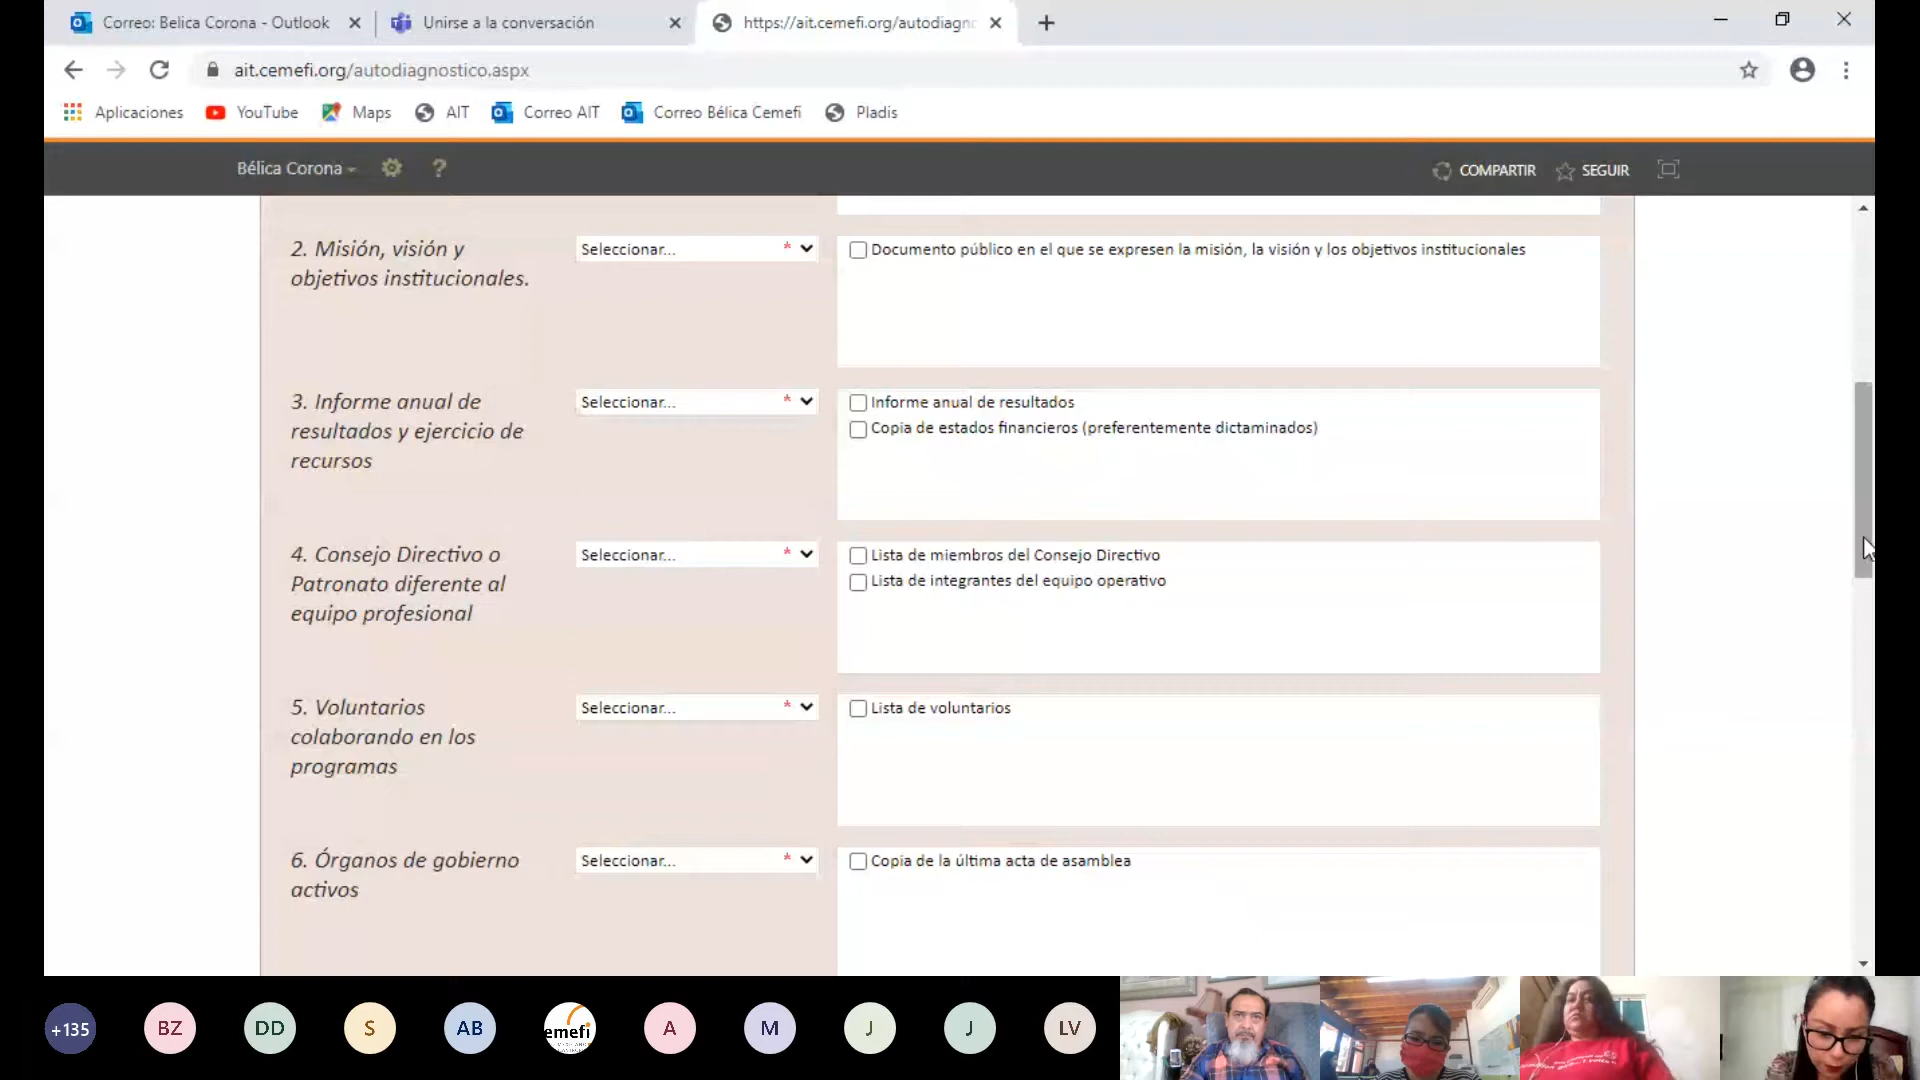 Correo: Belica Corona - Outlook
Unirse a la conversación
https://ait.cemefi.org/autodiagno
ait.cemefi.org/autodiagnostico.aspx
Aplicaciones
YouTube
Maps
AIT
Correo AIT
Correo Bélica Cemefi
Pladis
Bélica Corona
?
COMPARTIR
SEGUIR
2. Misión, visión y
objetivos institucionales.
Seleccionar... *
Documento público en el que se expresen la misión, la visión y los objetivos institucionales
3. Informe anual de
resultados y ejercicio de
recursos
Seleccionar... *
Informe anual de resultados
Copia de estados financieros (preferentemente dictaminados)
4. Consejo Directivo o
Patronato diferente al
equipo profesional
Seleccionar... *
Lista de miembros del Consejo Directivo
Lista de integrantes del equipo operativo
5. Voluntarios
colaborando en los
programas
Seleccionar... *
Lista de voluntarios
6. Órganos de gobierno
activos
Seleccionar... *
Copia de la última acta de asamblea
+135
BZ
DD
S
AB
emefi
A
M
J
J
LV